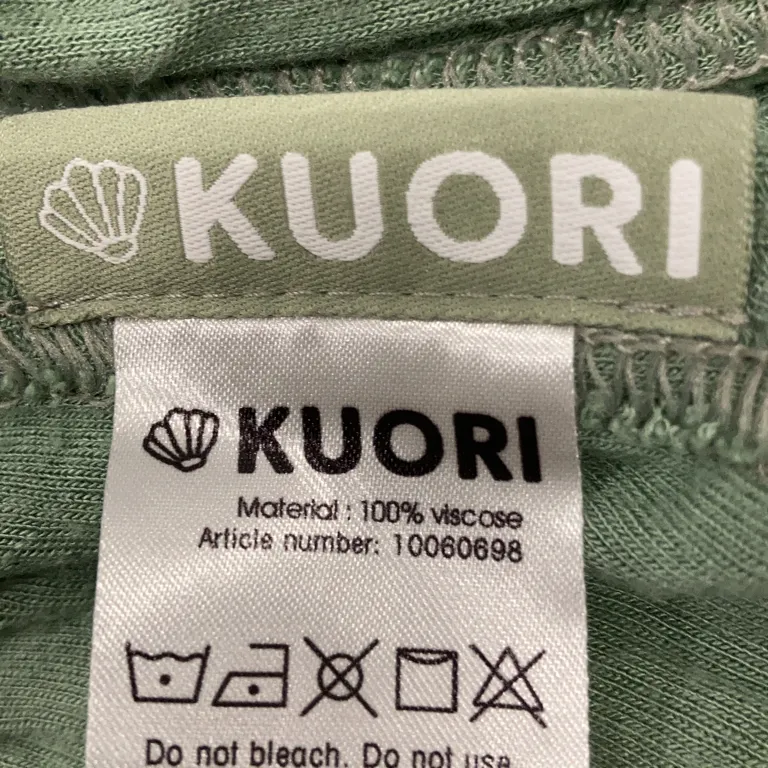 KUORI
KUORI
Material : 100% viscose
Article number: 10060698
Do not bleach. Do not use